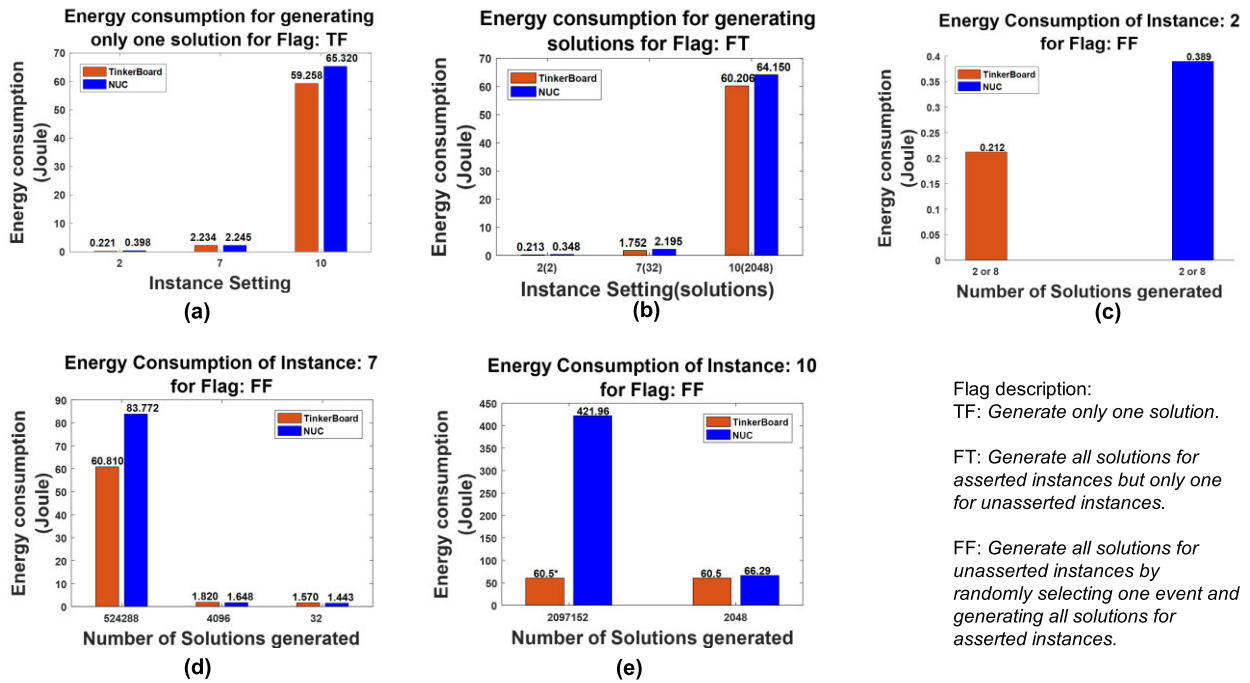 Energy consumption for generating
only one solution for Flag: TF
Energy consumption
(Joule)
70
60
50
40
30
20
10
0
TinkerBoard
NUC
0.221
0.398
2.234
2.245
59.258
65.320
2
7
10
Instance Setting
(a)
Energy consumption for generating
solutions for Flag: FT
Energy consumption
(Joule)
70
60
50
40
30
20
10
0
TinkerBoard
NUC
0.213
0.348
1.752
2.195
60.206
64.150
2(2)
7(32)
10(2048)
Instance Setting(solutions)
(b)
Energy Consumption of Instance: 2
for Flag: FF
Energy consumption
(Joule)
0.4
0.35
0.3
0.25
0.2
0.15
0.1
0.05
0
TinkerBoard
NUC
0.212
0.389
2 or 8
2 or 8
Number of Solutions generated
(c)
Energy Consumption of Instance: 7
for Flag: FF
Energy consumption
(Joule)
90
80
70
60
50
40
30
20
10
0
TinkerBoard
NUC
60.810
83.772
1.820
1.648
1.570
1.443
524288
4096
32
Number of Solutions generated
(d)
Energy Consumption of Instance: 10
for Flag: FF
Energy consumption
(Joule)
450
400
350
300
250
200
150
100
50
0
TinkerBoard
NUC
60.5*
421.96
60.5
66.29
2097152
2048
Number of Solutions generated
(e)
Flag description:
TF: Generate only one solution.
FT: Generate all solutions for
asserted instances but only one
for unasserted instances.
FF: Generate all solutions for
unasserted instances by
randomly selecting one event and
generating all solutions for
asserted instances.